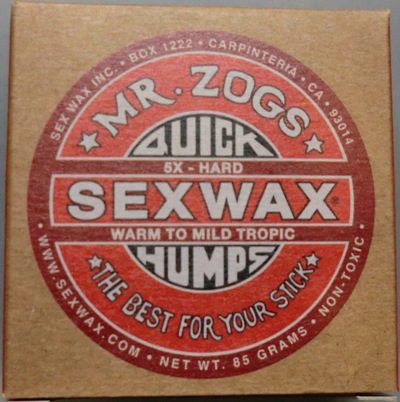 SEX WAX INC. • BOX 1222 • CARPINTERIA • CA • 93014
MR. ZOGS
QUICK
5X - HARD
SEXWAX®
WARM TO MILD TROPIC
HUMPS
THE BEST FOR YOUR STICK
• WWW.SEXWAX.COM • NET WT. 85 GRAMS • NON-TOXIC •